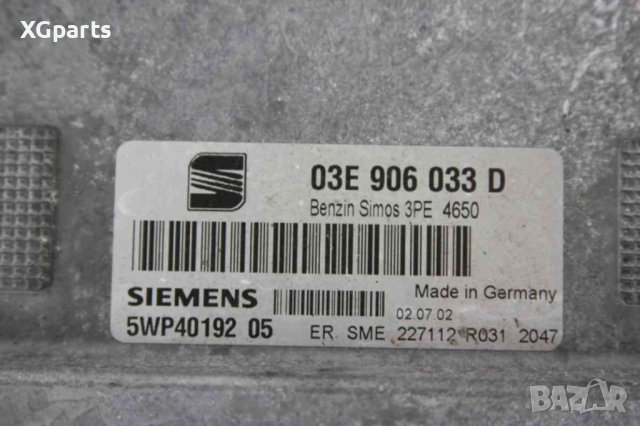 XGparts
03E 906 033 D
Benzin Simos 3PE 4650
SIEMENS
Made in Germany
02.07.02
5WP40192 05
ER. SME 227112 R031 2047
BAZAR